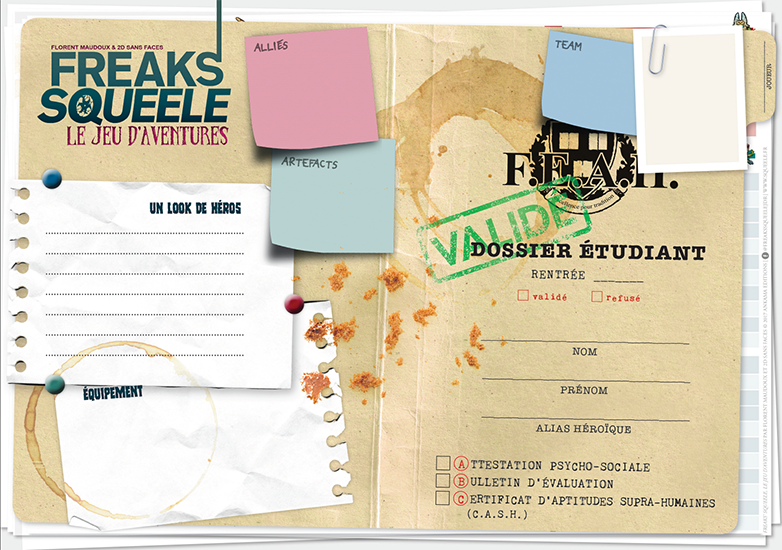 FLORENT MAUDOUX & 2D SANS FACES
FREAKS
SQUEELE
LE JEU D'AVENTURES
ALLIÉS
ARTEFACTS
UN LOOK DE HÉROS
ÉQUIPEMENT
TEAM
JOUEUR
F.E.A.H.
Excellence pour tradition
VALIDÉ
DOSSIER ÉTUDIANT
RENTRÉE
validé
refusé
NOM
PRÉNOM
ALIAS HÉROÏQUE
ATTESTATION PSYCHO-SOCIALE
BULLETIN D'ÉVALUATION
CERTIFICAT D'APTITUDES SUPRA-HUMAINES
(C.A.S.H.)